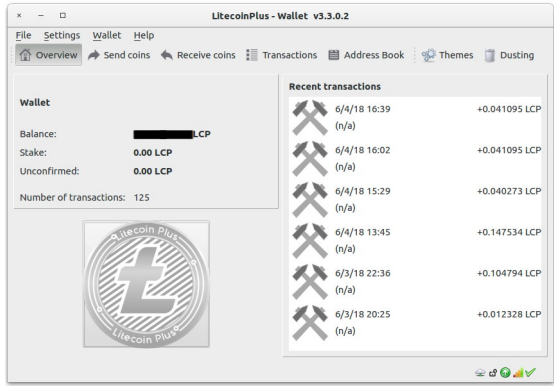 LitecoinPlus - Wallet v3.3.0.2
File Settings Wallet Help
Overview Send coins Receive coins Transactions Address Book Themes Dusting
Wallet
Balance: LCP
Stake: 0.00 LCP
Unconfirmed: 0.00 LCP
Number of transactions: 125
Litecoin Plus
Litecoin Plus
Recent transactions
6/4/18 16:39 +0.041095 LCP
(n/a)
6/4/18 16:02 +0.041095 LCP
(n/a)
6/4/18 15:29 +0.040273 LCP
(n/a)
6/4/18 13:45 +0.147534 LCP
(n/a)
6/3/18 22:36 +0.104794 LCP
(n/a)
6/3/18 20:25 +0.012328 LCP
(n/a)